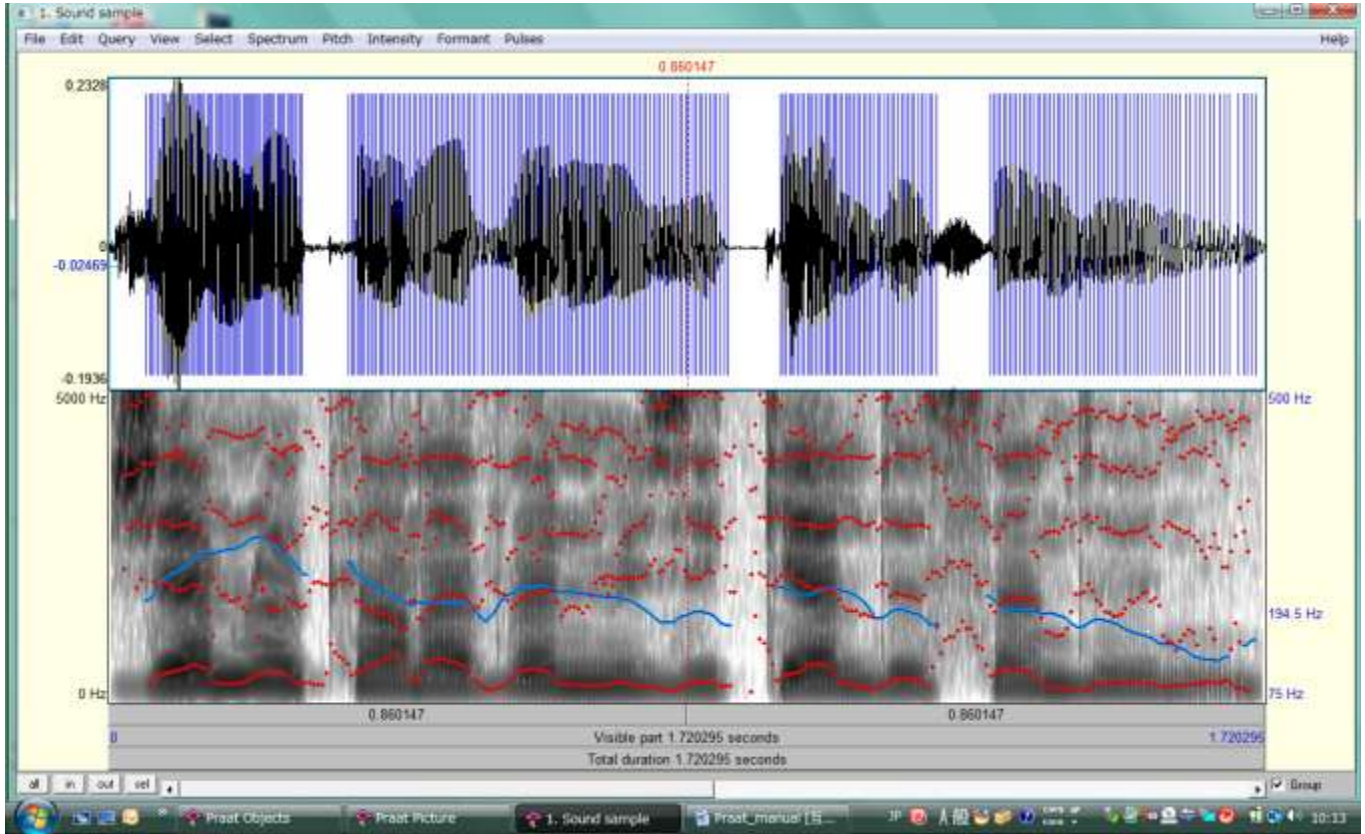 1. Sound sample
File Edit Query View Select Spectrum Pitch Intensity Formant Pulses Help
0.860147
0.2328
0
-0.02469
-0.1936
5000 Hz 500 Hz
194.5 Hz
0 Hz 75 Hz
0.860147 0.860147
0 Visible part 1.720295 seconds 1.720295
Total duration 1.720295 seconds
all in out sel Group
Praat Objects Praat Picture 1. Sound sample Praat_manual JP A 般 10:13